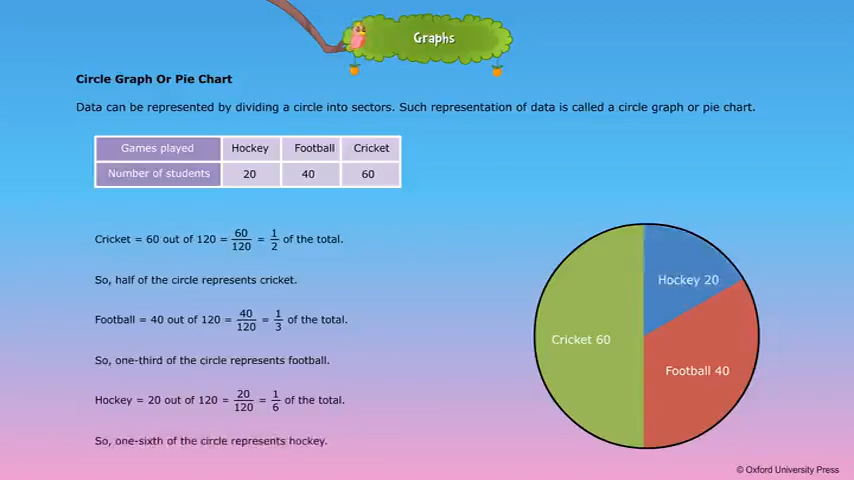 Graphs
Circle Graph Or Pie Chart
Data can be represented by dividing a circle into sectors. Such representation of data is called a circle graph or pie chart.
Games played Hockey Football Cricket
Number of students 20 40 60
Cricket = 60 out of 120 = 60/120 = 1/2 of the total.
So, half of the circle represents cricket.
Football = 40 out of 120 = 40/120 = 1/3 of the total.
So, one-third of the circle represents football.
Hockey = 20 out of 120 = 20/120 = 1/6 of the total.
So, one-sixth of the circle represents hockey.
Hockey 20
Cricket 60
Football 40
© Oxford University Press